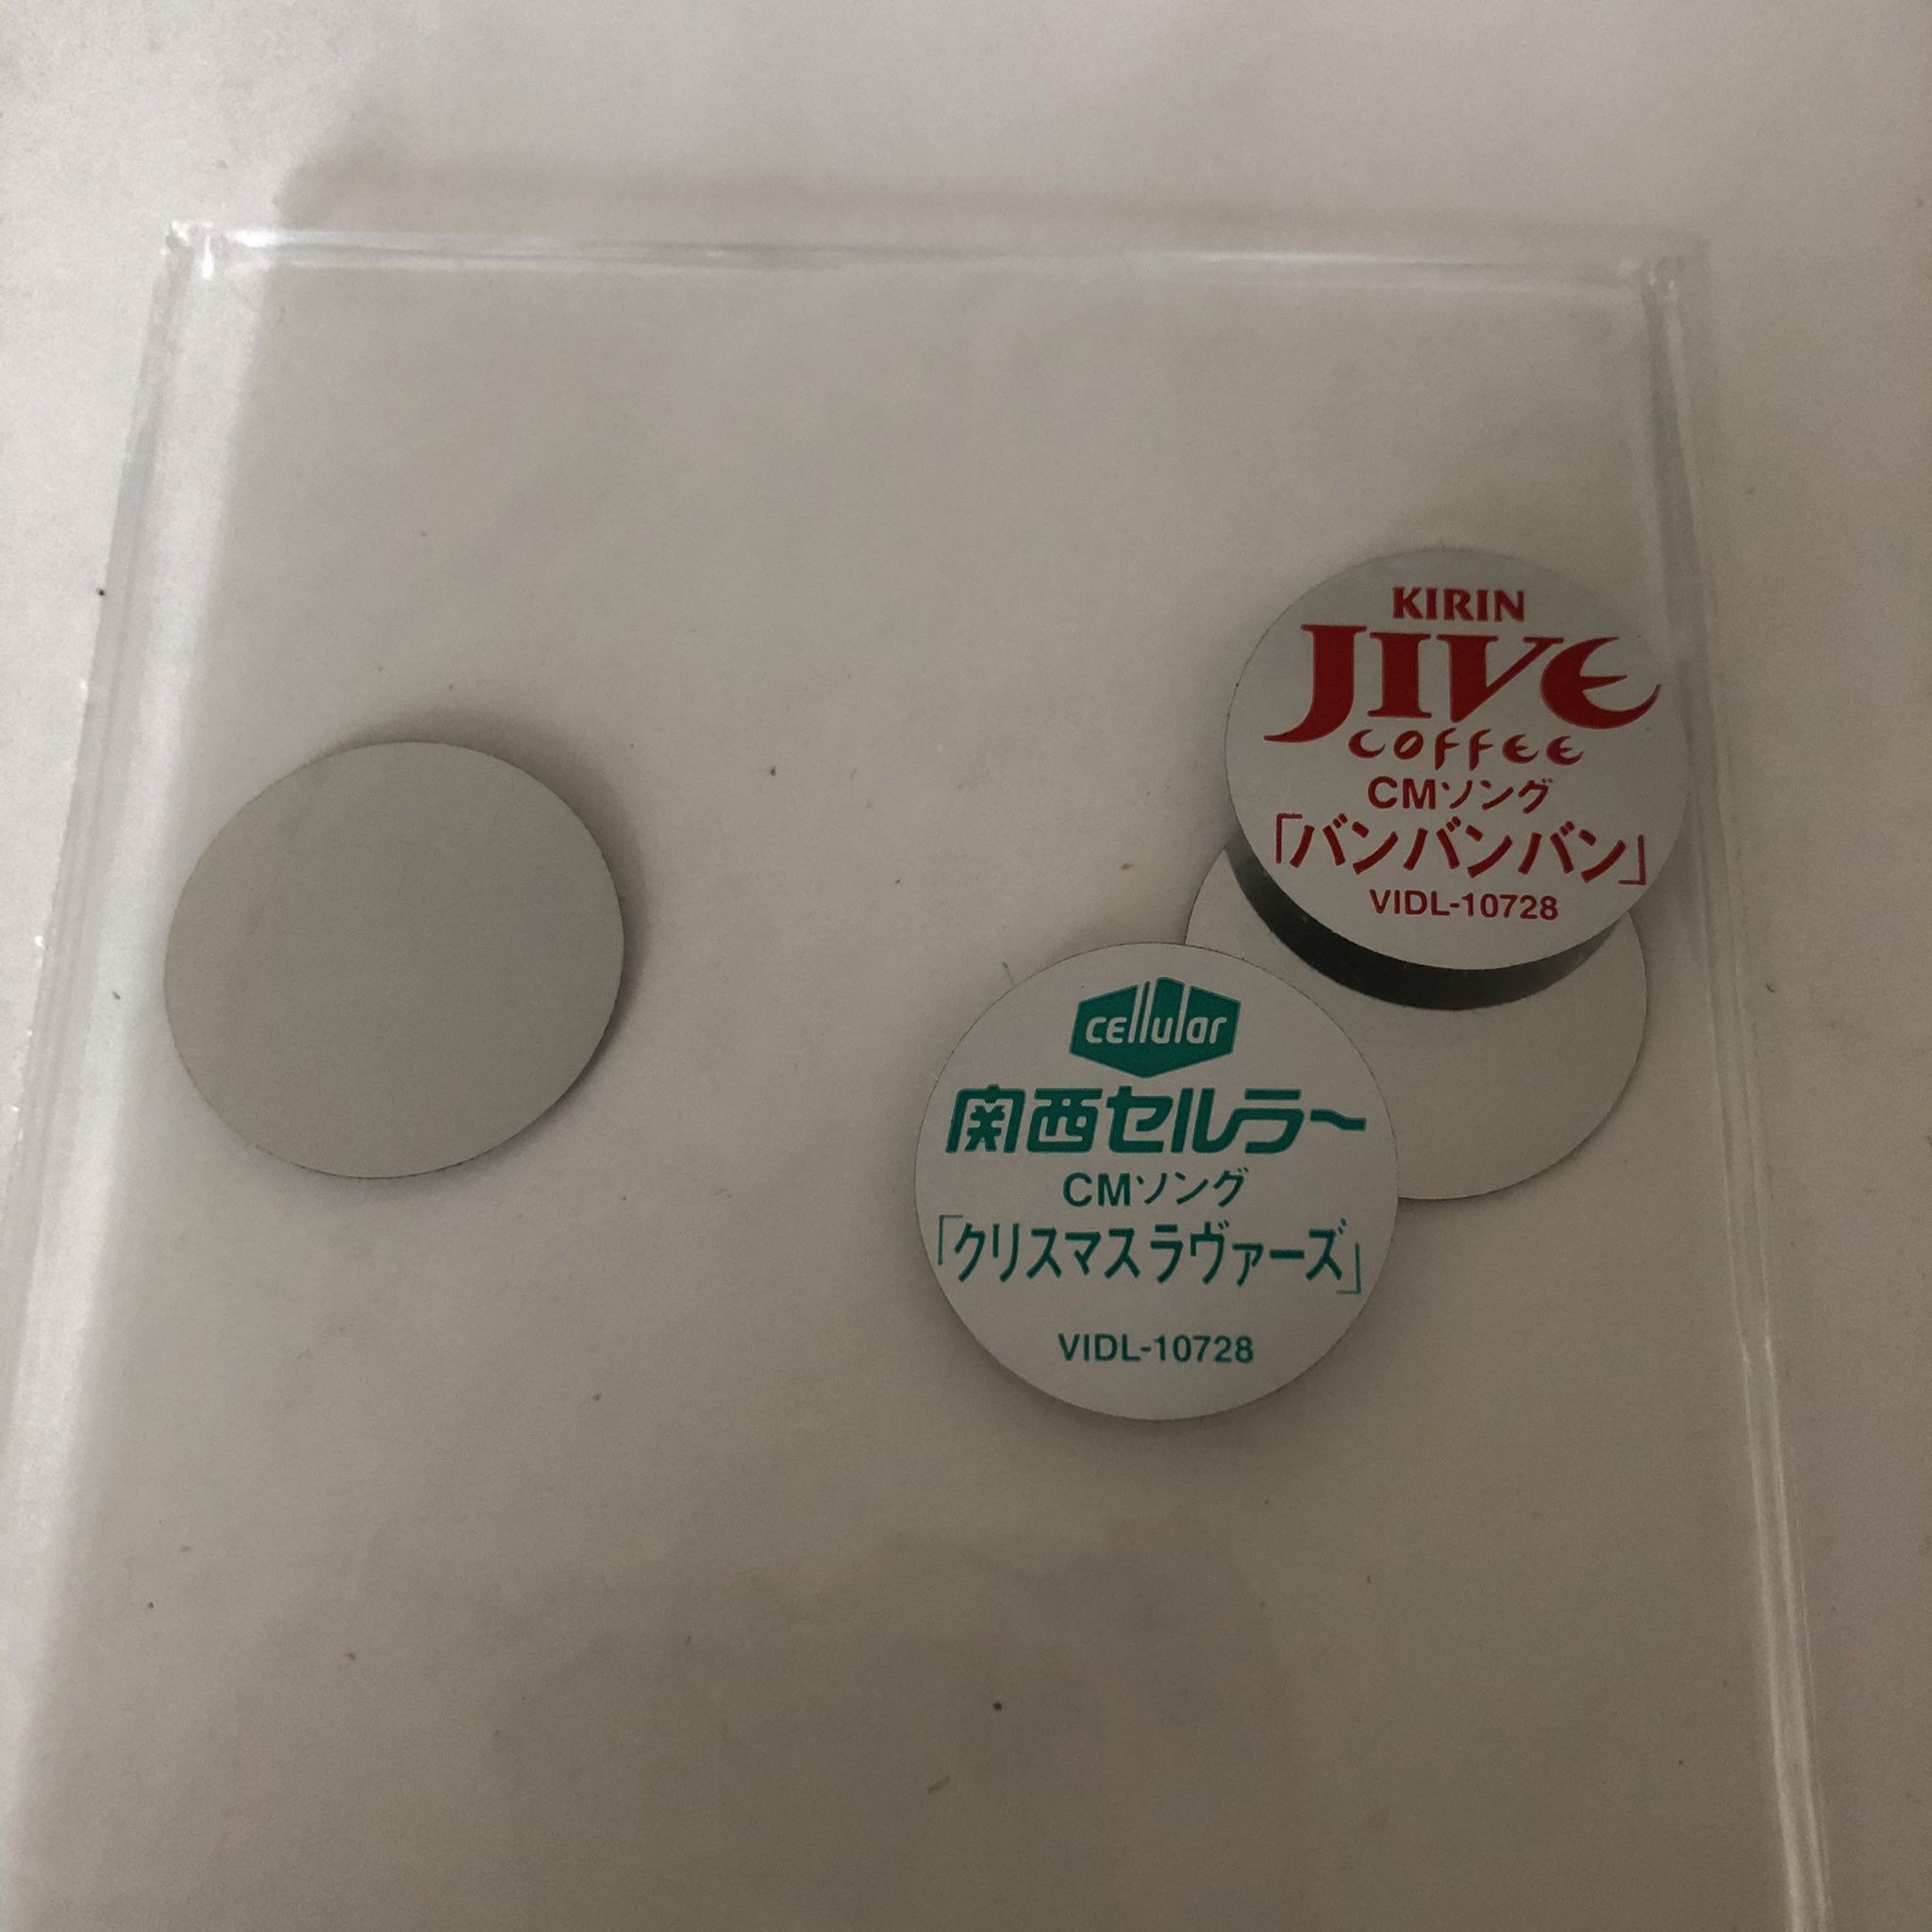 KIRIN
JIVE
COFFEE
CMソング
「バンバンバン」
VIDL-10728
cellular
関西セルラー
CMソング
「クリスマスラヴァーズ」
VIDL-10728